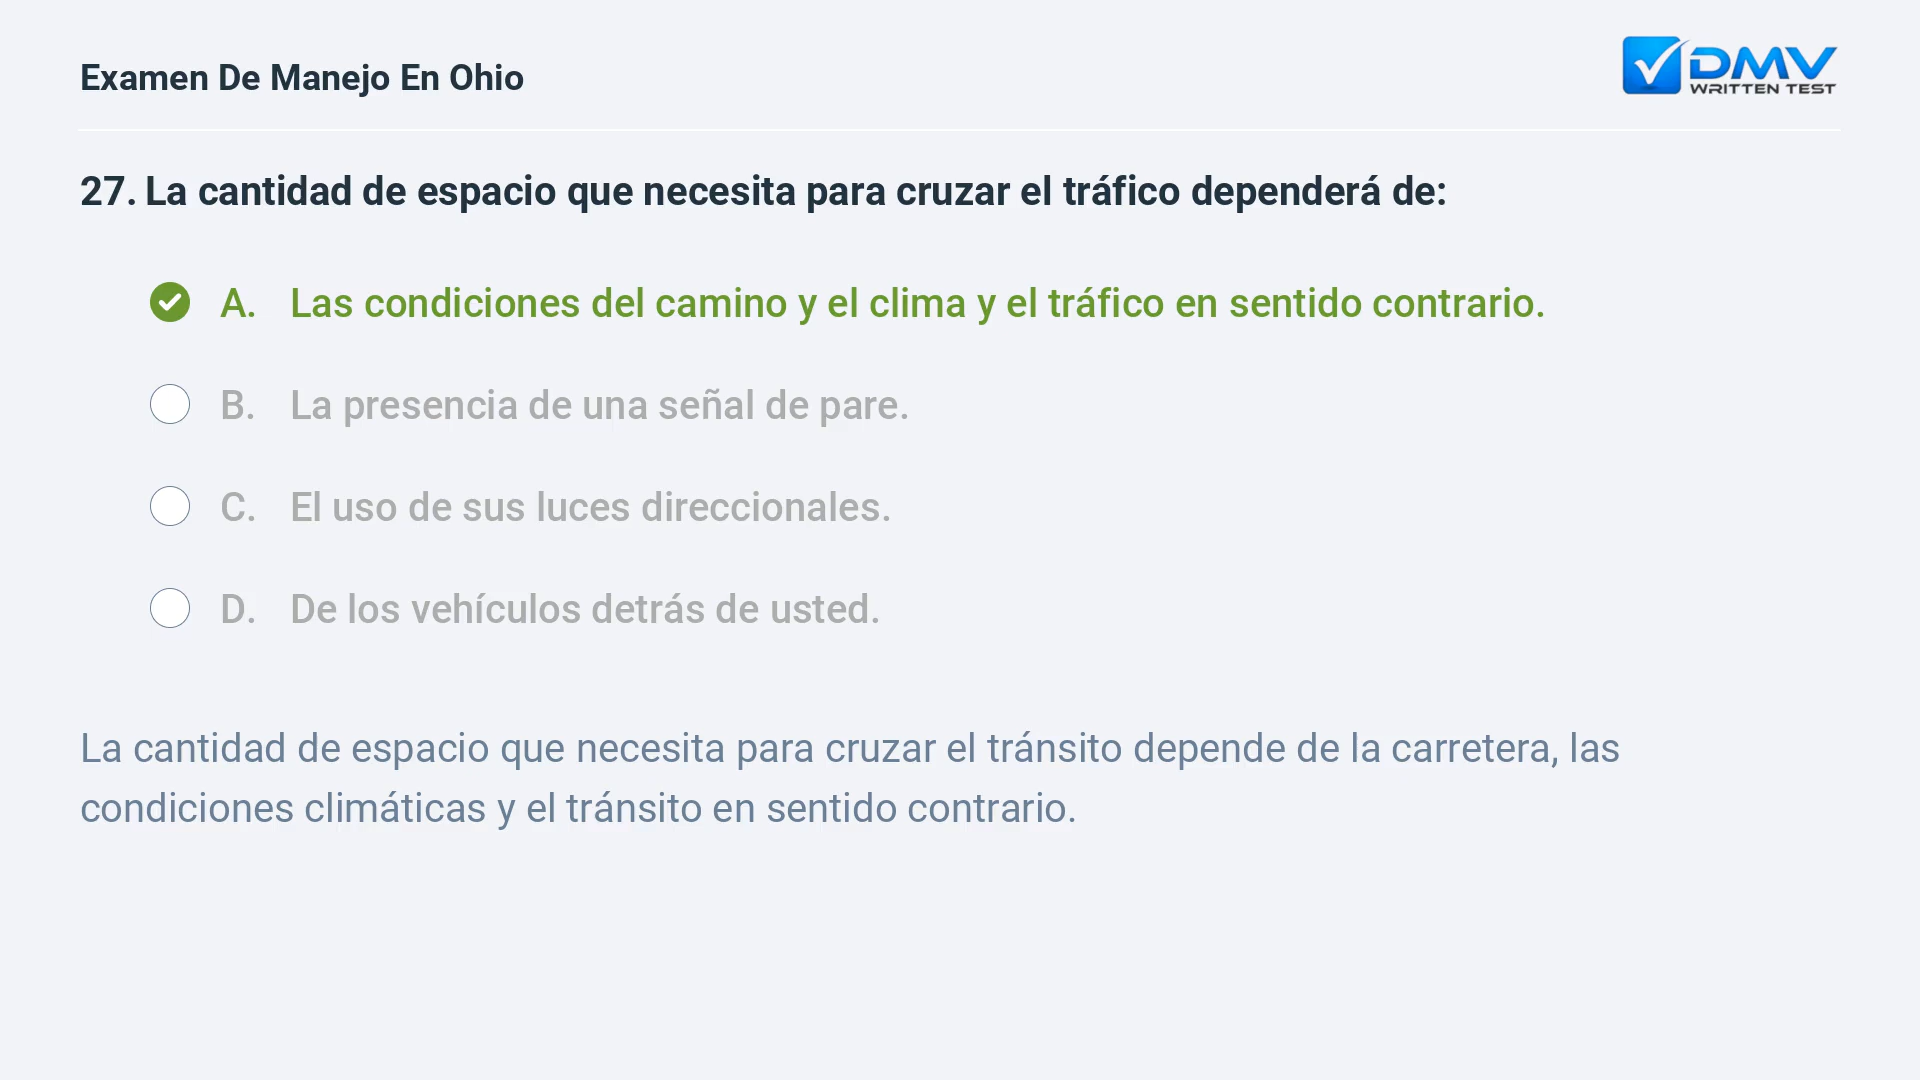 Examen De Manejo En Ohio
DMV
WRITTEN TEST
27. La cantidad de espacio que necesita para cruzar el tráfico dependerá de:
A. Las condiciones del camino y el clima y el tráfico en sentido contrario.
B. La presencia de una señal de pare.
C. El uso de sus luces direccionales.
D. De los vehículos detrás de usted.
La cantidad de espacio que necesita para cruzar el tránsito depende de la carretera, las
condiciones climáticas y el tránsito en sentido contrario.